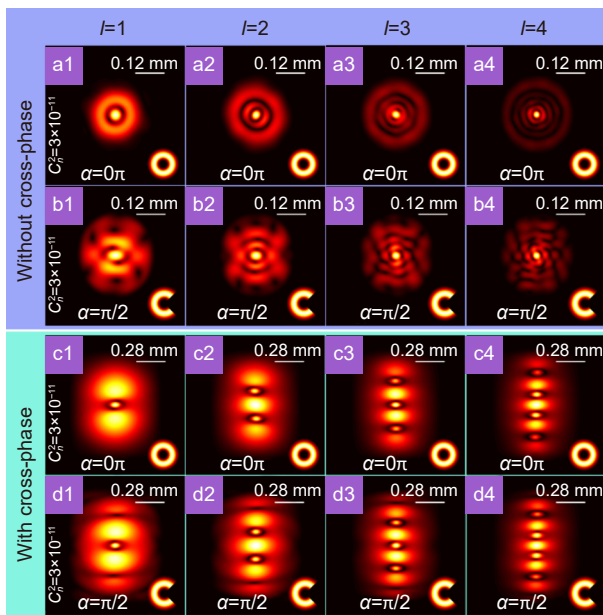 l=1 l=2 l=3 l=4
Without cross-phase
a1 0.12 mm a2 0.12 mm a3 0.12 mm a4 0.12 mm
C²ₙ=3×10⁻¹¹
α=0π α=0π α=0π α=0π
b1 0.12 mm b2 0.12 mm b3 0.12 mm b4 0.12 mm
C²ₙ=3×10⁻¹¹
α=π/2 α=π/2 α=π/2 α=π/2
With cross-phase
c1 0.28 mm c2 0.28 mm c3 0.28 mm c4 0.28 mm
C²ₙ=3×10⁻¹¹
α=0π α=0π α=0π α=0π
d1 0.28 mm d2 0.28 mm d3 0.28 mm d4 0.28 mm
C²ₙ=3×10⁻¹¹
α=π/2 α=π/2 α=π/2 α=π/2